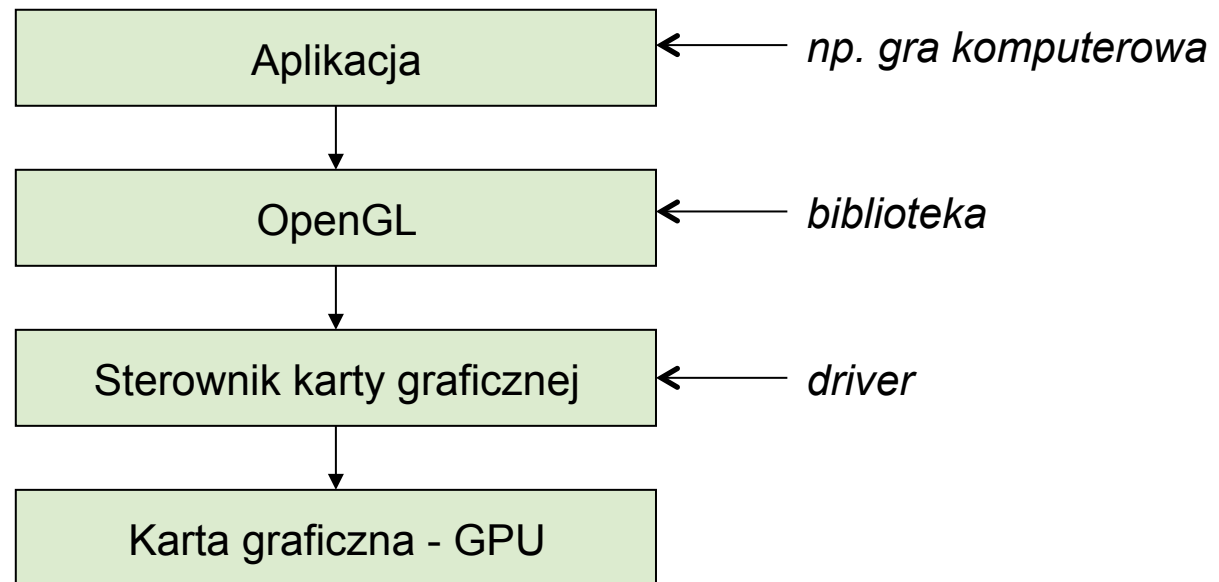 Aplikacja
np. gra komputerowa
OpenGL
biblioteka
Sterownik karty graficznej
driver
Karta graficzna - GPU